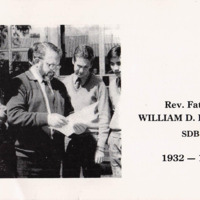 Rev. Fat
WILLIAM D.
SDB
1932 —